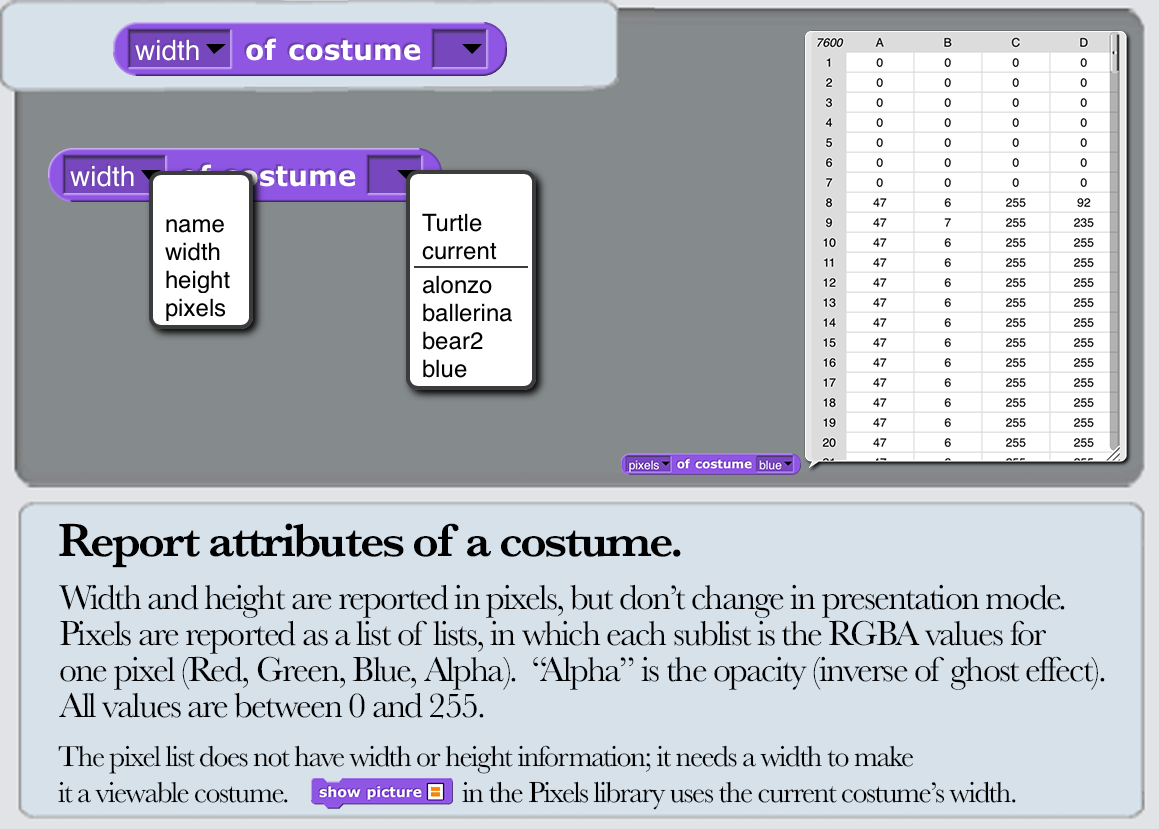 width of costume
width of costume
name
width
height
pixels
Turtle
current
alonzo
ballerina
bear2
blue
7600 A B C D
1 0 0 0 0
2 0 0 0 0
3 0 0 0 0
4 0 0 0 0
5 0 0 0 0
6 0 0 0 0
7 0 0 0 0
8 47 6 255 92
9 47 7 255 235
10 47 6 255 255
11 47 6 255 255
12 47 6 255 255
13 47 6 255 255
14 47 6 255 255
15 47 6 255 255
16 47 6 255 255
17 47 6 255 255
18 47 6 255 255
19 47 6 255 255
20 47 6 255 255
pixels of costume blue
Report attributes of a costume.
Width and height are reported in pixels, but don’t change in presentation mode.
Pixels are reported as a list of lists, in which each sublist is the RGBA values for
one pixel (Red, Green, Blue, Alpha). “Alpha” is the opacity (inverse of ghost effect).
All values are between 0 and 255.
The pixel list does not have width or height information; it needs a width to make
it a viewable costume. show picture in the Pixels library uses the current costume’s width.